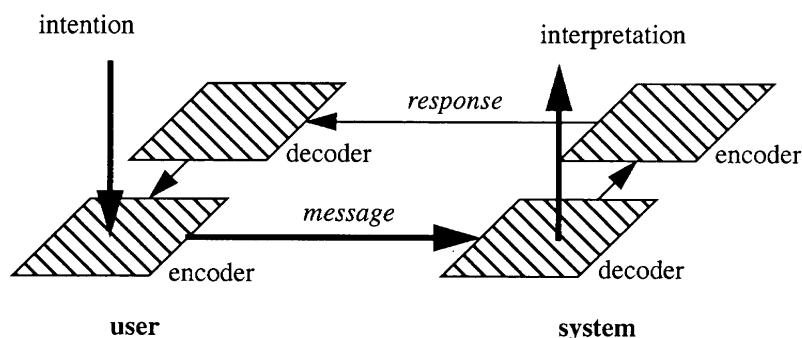 intention
interpretation
response
decoder
encoder
message
encoder
decoder
user
system